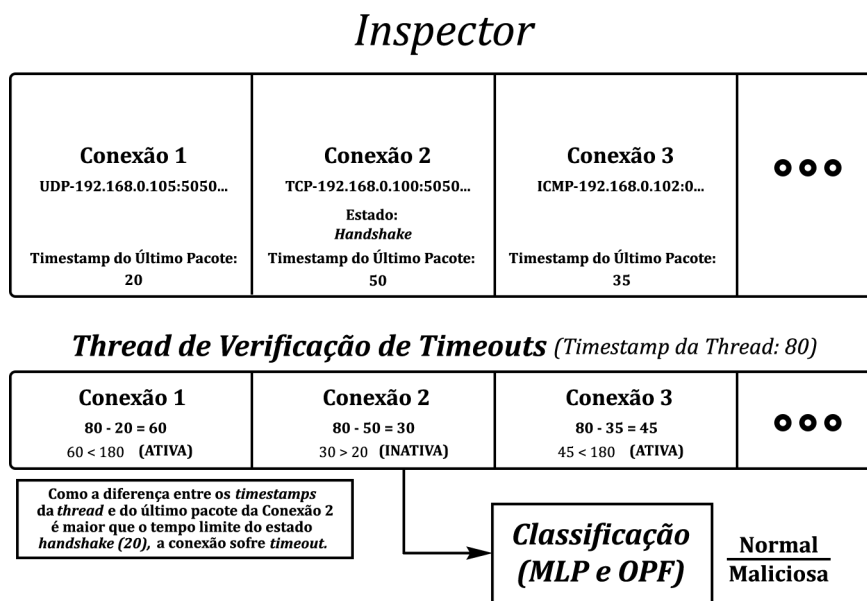 Inspector
Conexão 1
UDP-192.168.0.105:5050...
Timestamp do Último Pacote:
20
Conexão 2
TCP-192.168.0.100:5050...
Estado:
Handshake
Timestamp do Último Pacote:
50
Conexão 3
ICMP-192.168.0.102:0...
Timestamp do Último Pacote:
35
Thread de Verificação de Timeouts (Timestamp da Thread: 80)
Conexão 1
80 - 20 = 60
60 < 180 (ATIVA)
Conexão 2
80 - 50 = 30
30 > 20 (INATIVA)
Conexão 3
80 - 35 = 45
45 < 180 (ATIVA)
Como a diferença entre os timestamps
da thread e do último pacote da Conexão 2
é maior que o tempo limite do estado
handshake (20), a conexão sofre timeout.
Classificação
(MLP e OPF)
Normal
Maliciosa